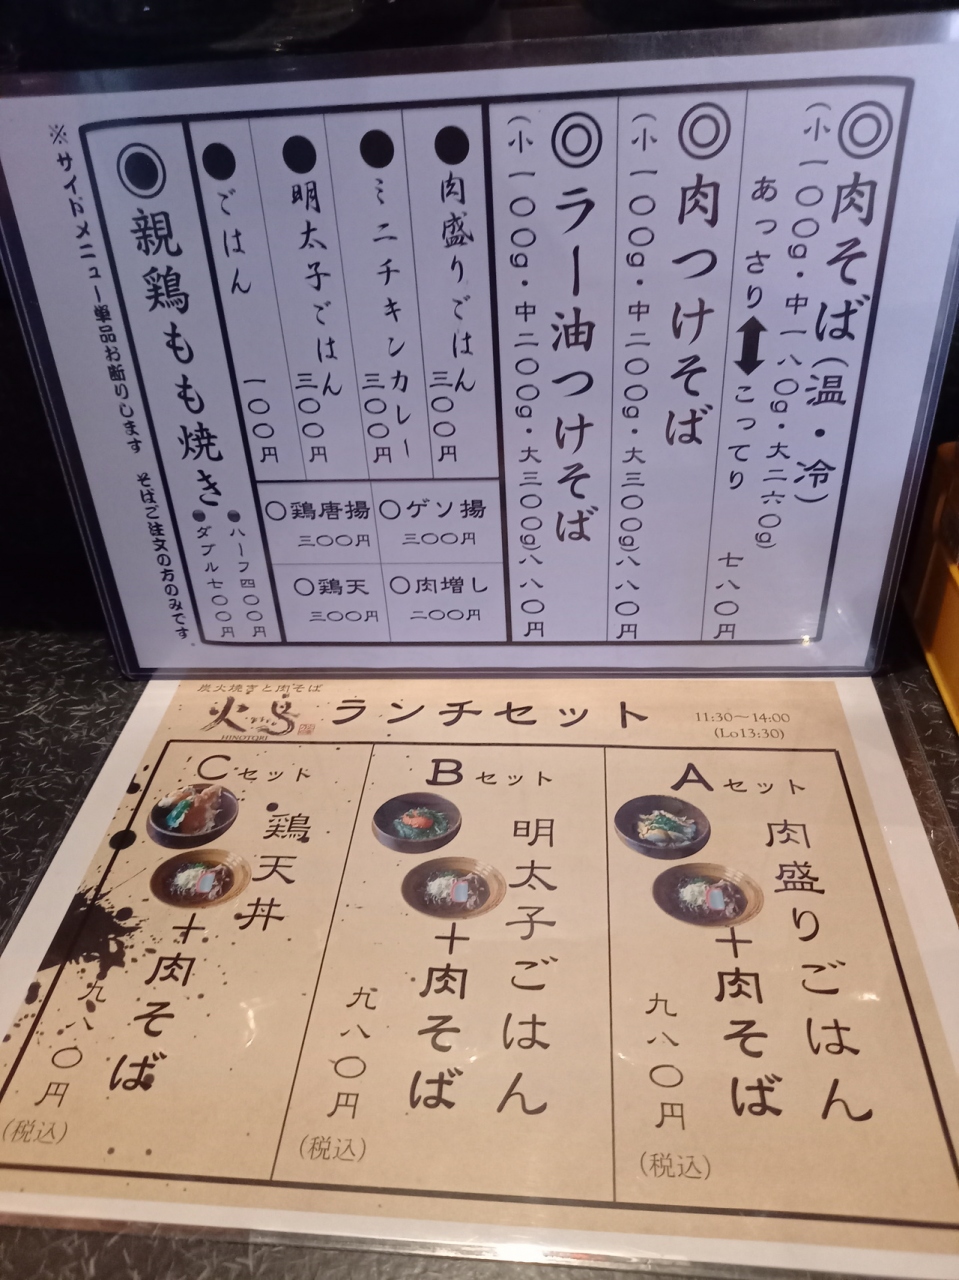 ◎肉そば(温・冷)
(小一〇〇g・中一八〇g・大二六〇g)
あっさり↕こってり 七八〇円
◎肉つけそば
(小一〇〇g・中二〇〇g・大三〇〇g)八八〇円
◎ラー油つけそば
(小一〇〇g・中二〇〇g・大三〇〇g)八八〇円
●肉盛りごはん 三〇〇円
●ミニチキンカレー 三〇〇円
●明太子ごはん 三〇〇円
●ごはん 一〇〇円
○ゲソ揚
三〇〇円
○鶏唐揚
三〇〇円
○肉増し
二〇〇円
○鶏天
三〇〇円
◉親鶏もも焼き
●ハーフ四〇〇円
●ダブル七〇〇円
※サイドメニュー単品お断りします そばご注文の方のみです。
炭火焼きと肉そば
火鳥
HINOTORI
ランチセット
11:30〜14:00
(Lo13:30)
Aセット
肉盛りごはん
+肉そば
九八〇円
(税込)
Bセット
明太子ごはん
+肉そば
九八〇円
(税込)
Cセット
鶏天丼
+肉そば
九八〇円
(税込)